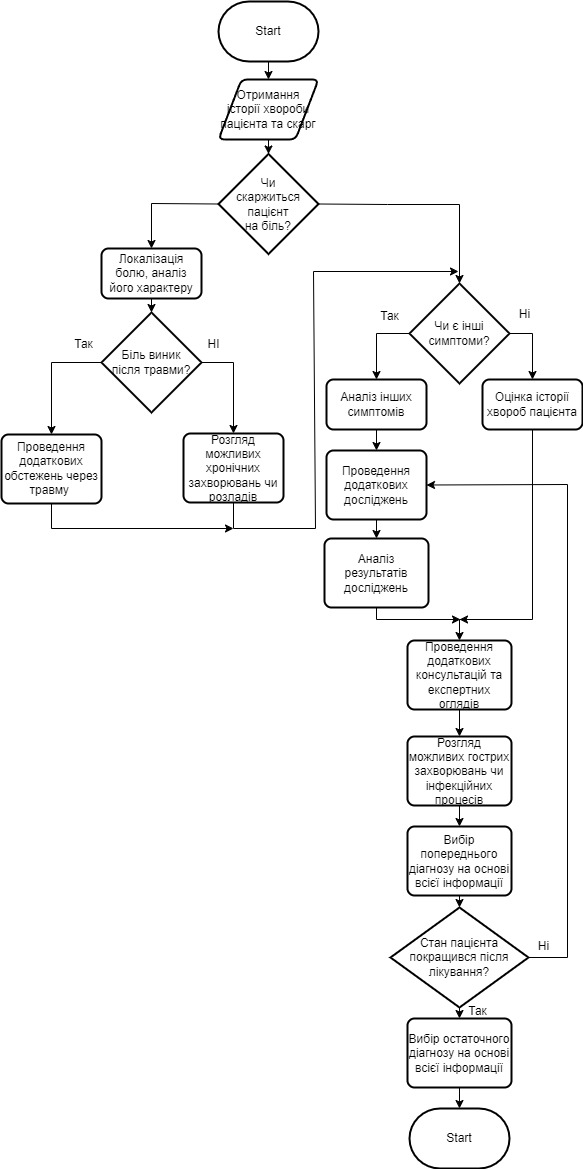 Start
Отримання
історії хвороби
пацієнта та скарг
Чи
скаржиться
пацієнт
на біль?
Локалізація
болю, аналіз
його характеру
Чи є інші
симптоми?
Так
Ні
Так
НІ
Біль виник
після травми?
Аналіз інших
симптомів
Оцінка історії
хвороб пацієнта
Проведення
додаткових
обстежень через
травму
Розгляд
можливих
хронічних
захворювань чи
розладів
Проведення
додаткових
досліджень
Аналіз
результатів
досліджень
Проведення
додаткових
консультацій та
експертних
оглядів
Розгляд
можливих гострих
захворювань чи
інфекційних
процесів
Вибір
попереднього
діагнозу на основі
всієї інформації
Стан пацієнта
покращився після
лікування?
Ні
Так
Вибір остаточного
діагнозу на основі
всієї інформації
Start